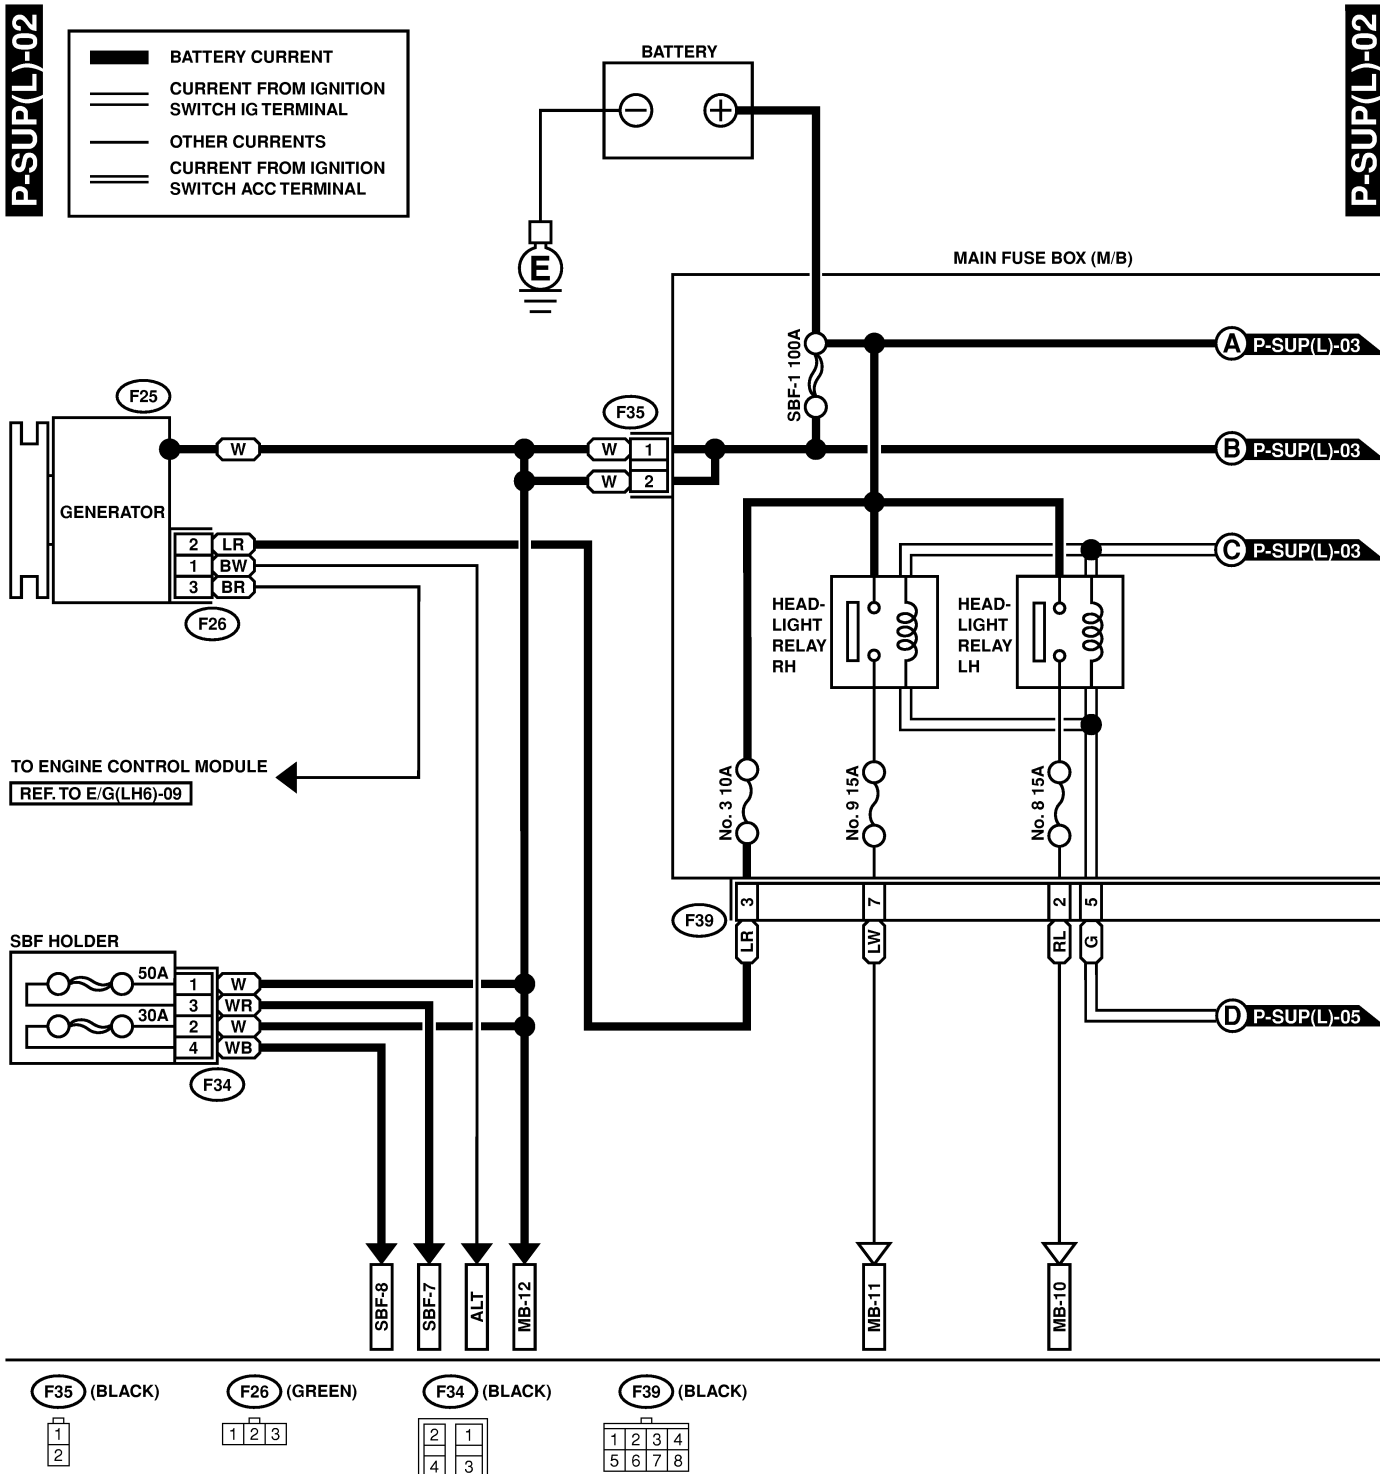 P-SUP(L)-02
P-SUP(L)-02
BATTERY CURRENT
CURRENT FROM IGNITION
SWITCH IG TERMINAL
OTHER CURRENTS
CURRENT FROM IGNITION
SWITCH ACC TERMINAL
BATTERY
− +
E
MAIN FUSE BOX (M/B)
SBF-1 100A
A P-SUP(L)-03
F25
F35
W
W 1
B P-SUP(L)-03
W 2
GENERATOR
2 LR
1 BW
3 BR
F26
C P-SUP(L)-03
HEAD-
LIGHT
RELAY
RH
HEAD-
LIGHT
RELAY
LH
TO ENGINE CONTROL MODULE
REF. TO E/G(LH6)-09
No. 3 10A
No. 9 15A
No. 8 15A
F39
3
7
2
5
LR
LW
RL
G
SBF HOLDER
50A
1 W
3 WR
30A
2 W
4 WB
F34
D P-SUP(L)-05
SBF-8
SBF-7
ALT
MB-12
MB-11
MB-10
F35 (BLACK)
1
2
F26 (GREEN)
1 2 3
F34 (BLACK)
2 1
4 3
F39 (BLACK)
1 2 3 4
5 6 7 8